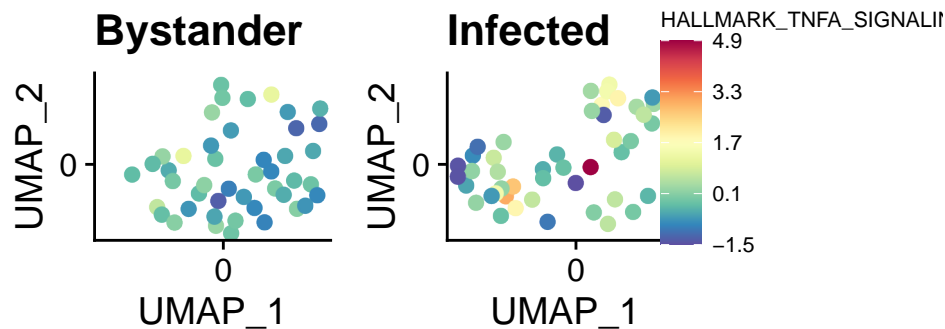 Bystander
Infected
HALLMARK_TNFA_SIGNALIN
4.9
3.3
1.7
0.1
−1.5
UMAP_2
0
0
UMAP_1
UMAP_2
0
0
UMAP_1